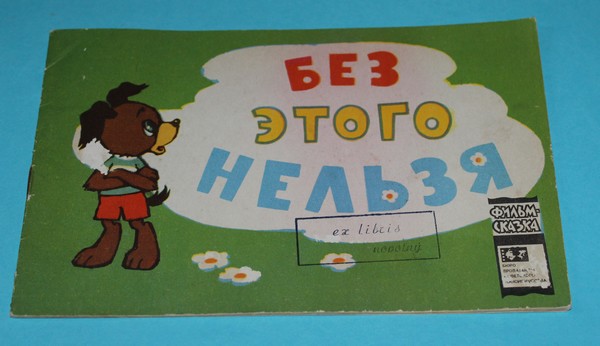 БЕЗ
ЭТОГО
НЕЛЬЗЯ
ex libris
ФИЛЬМ-
СКАЗКА